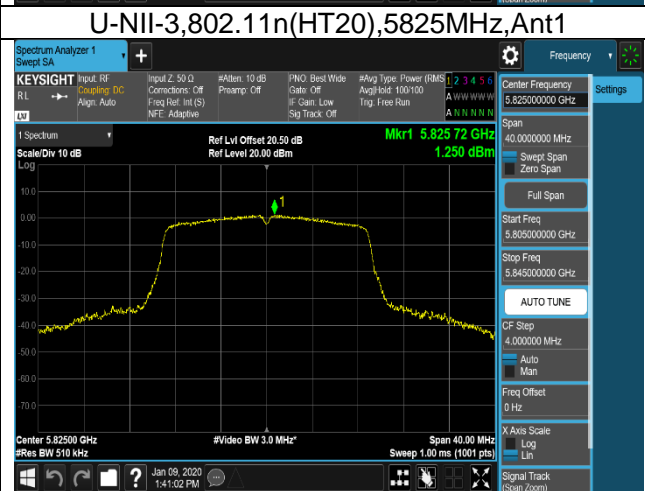 U-NII-3,802.11n(HT20),5825MHz,Ant1
Spectrum Analyzer 1
Swept SA
Frequency
KEYSIGHT
RL
Input: RF
Coupling: DC
Align: Auto
Input Z: 50 Ω
Corrections: Off
Freq Ref: Int (S)
NFE: Adaptive
#Atten: 10 dB
Preamp: Off
PNO: Best Wide
Gate: Off
IF Gain: Low
Sig Track: Off
#Avg Type: Power (RMS
Avg|Hold: 100/100
Trig: Free Run
1 2 3 4 5 6
A W W W W W
A N N N N N
Center Frequency
5.825000000 GHz
Settings
Span
40.0000000 MHz
Swept Span
Zero Span
Full Span
Start Freq
5.805000000 GHz
Stop Freq
5.845000000 GHz
AUTO TUNE
CF Step
4.000000 MHz
Auto
Man
Freq Offset
0 Hz
X Axis Scale
Log
Lin
Signal Track
(Span Zoom)
1 Spectrum
Scale/Div 10 dB
Log
Ref Lvl Offset 20.50 dB
Ref Level 20.00 dBm
Mkr1 5.825 72 GHz
1.250 dBm
1
10.0
0.00
-10.0
-20.0
-30.0
-40.0
-50.0
-60.0
-70.0
Center 5.82500 GHz
#Res BW 510 kHz
#Video BW 3.0 MHz*
Span 40.00 MHz
Sweep 1.00 ms (1001 pts)
?
Jan 09, 2020
1:41:02 PM